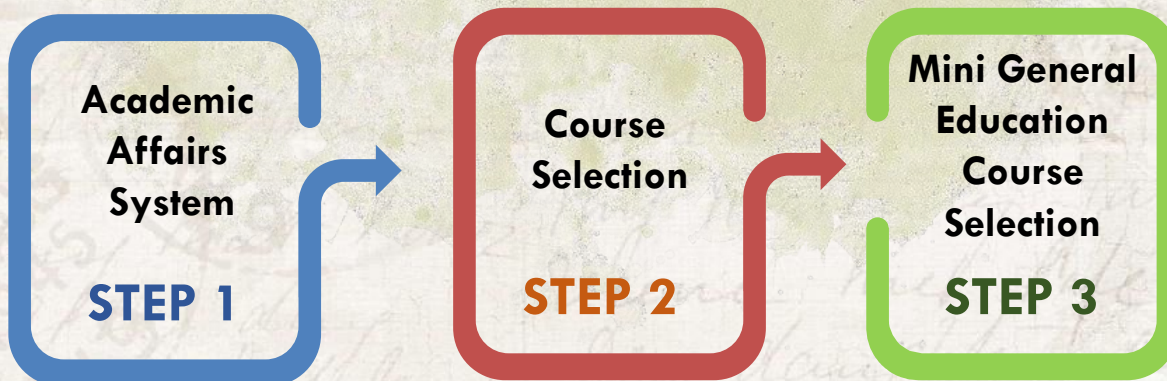 Academic
Affairs
System
STEP 1
Course
Selection
STEP 2
Mini General
Education
Course
Selection
STEP 3